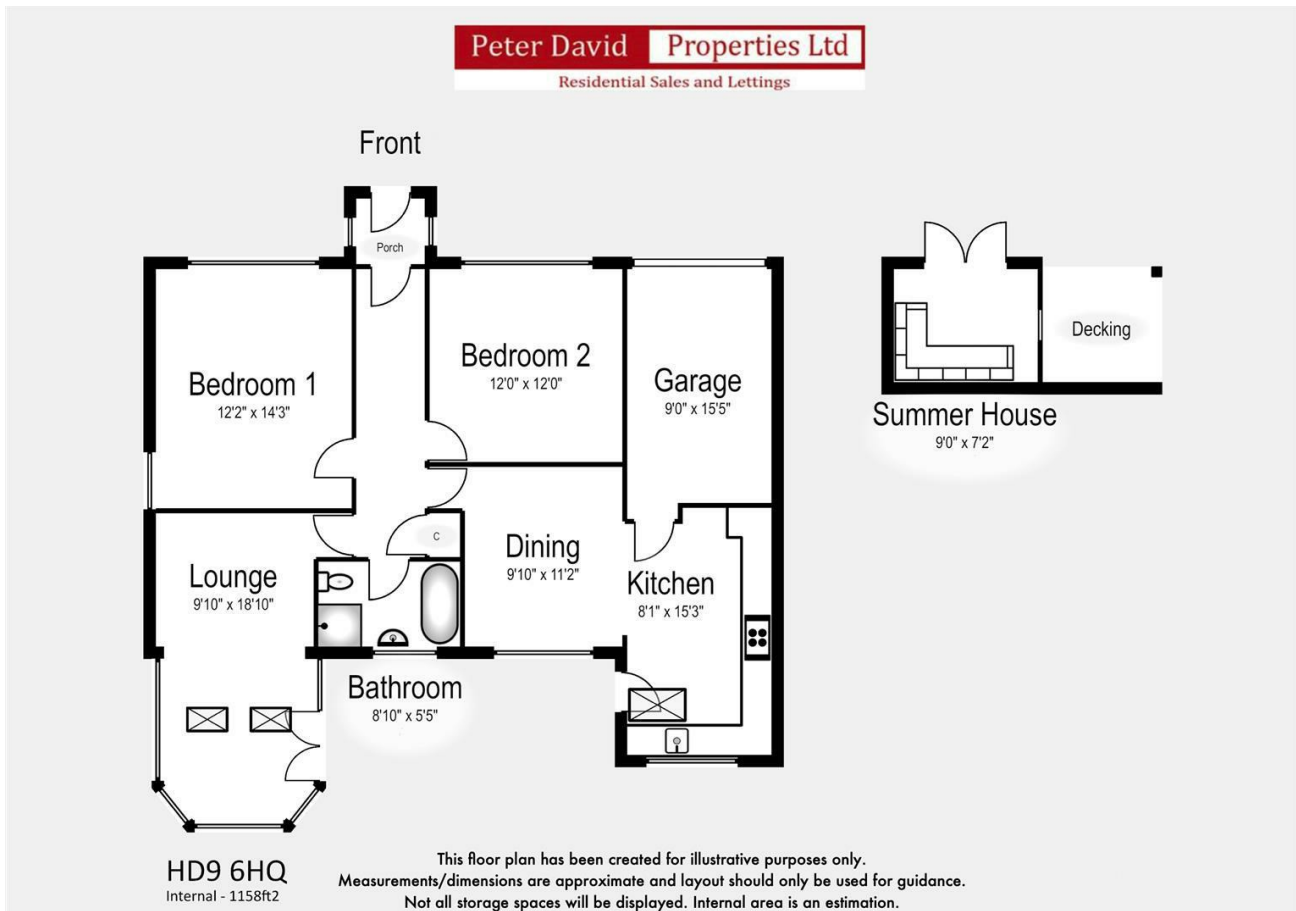 Peter David Properties Ltd
Residential Sales and Lettings
Front
Porch
Bedroom 1
12'2" x 14'3"
Bedroom 2
12'0" x 12'0"
Garage
9'0" x 15'5"
Decking
Summer House
9'0" x 7'2"
Lounge
9'10" x 18'10"
C
Dining
9'10" x 11'2"
Kitchen
8'1" x 15'3"
Bathroom
8'10" x 5'5"
HD9 6HQ
Internal - 1158ft2
This floor plan has been created for illustrative purposes only.
Measurements/dimensions are approximate and layout should only be used for guidance.
Not all storage spaces will be displayed. Internal area is an estimation.